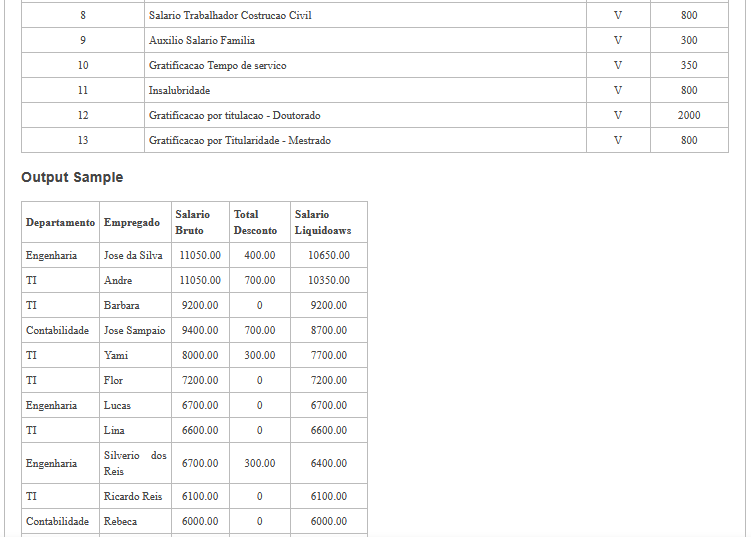 8 Salario Trabalhador Costrucao Civil V 800
9 Auxilio Salario Familia V 300
10 Gratificacao Tempo de servico V 350
11 Insalubridade V 800
12 Gratificacao por titulacao - Doutorado V 2000
13 Gratificacao por Titularidade - Mestrado V 800
Output Sample
Departamento Empregado Salario Bruto Total Desconto Salario Liquidoaws
Engenharia Jose da Silva 11050.00 400.00 10650.00
TI Andre 11050.00 700.00 10350.00
TI Barbara 9200.00 0 9200.00
Contabilidade Jose Sampaio 9400.00 700.00 8700.00
TI Yami 8000.00 300.00 7700.00
TI Flor 7200.00 0 7200.00
Engenharia Lucas 6700.00 0 6700.00
TI Lina 6600.00 0 6600.00
Engenharia Silverio dos Reis 6700.00 300.00 6400.00
TI Ricardo Reis 6100.00 0 6100.00
Contabilidade Rebeca 6000.00 0 6000.00